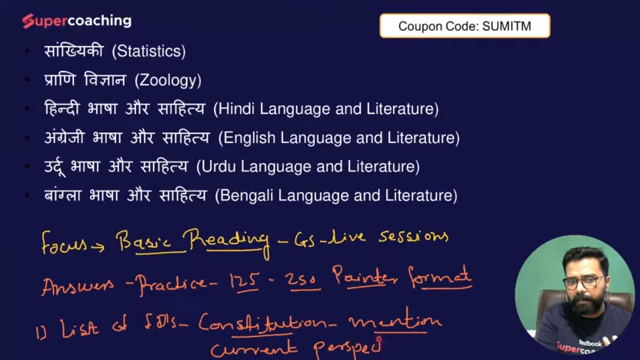 Supercoaching
Coupon Code: SUMITM
सांख्यिकी (Statistics)
प्राणि विज्ञान (Zoology)
हिन्दी भाषा और साहित्य (Hindi Language and Literature)
अंग्रेजी भाषा और साहित्य (English Language and Literature)
उर्दू भाषा और साहित्य (Urdu Language and Literature)
बांग्ला भाषा और साहित्य (Bengali Language and Literature)
Focus → Basic Reading - GS - live sessions
Answers - Practice - 125 - 250 Pointer format
1) List of - Constitution - mention
current perspec
testbook
Supercoaching